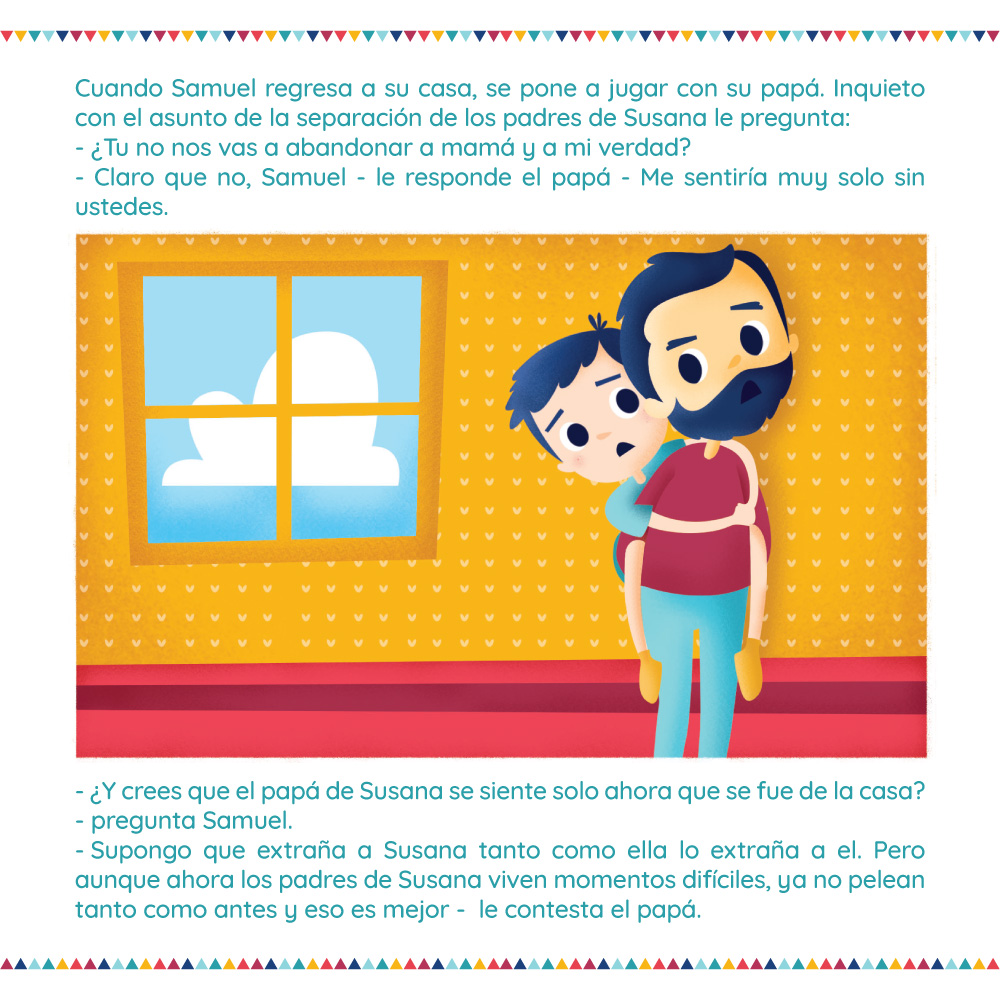 Cuando Samuel regresa a su casa, se pone a jugar con su papá. Inquieto
con el asunto de la separación de los padres de Susana le pregunta:
- ¿Tu no nos vas a abandonar a mamá y a mi verdad?
- Claro que no, Samuel - le responde el papá - Me sentiría muy solo sin
ustedes.
- ¿Y crees que el papá de Susana se siente solo ahora que se fue de la casa?
- pregunta Samuel.
- Supongo que extraña a Susana tanto como ella lo extraña a el. Pero
aunque ahora los padres de Susana viven momentos difíciles, ya no pelean
tanto como antes y eso es mejor -  le contesta el papá.